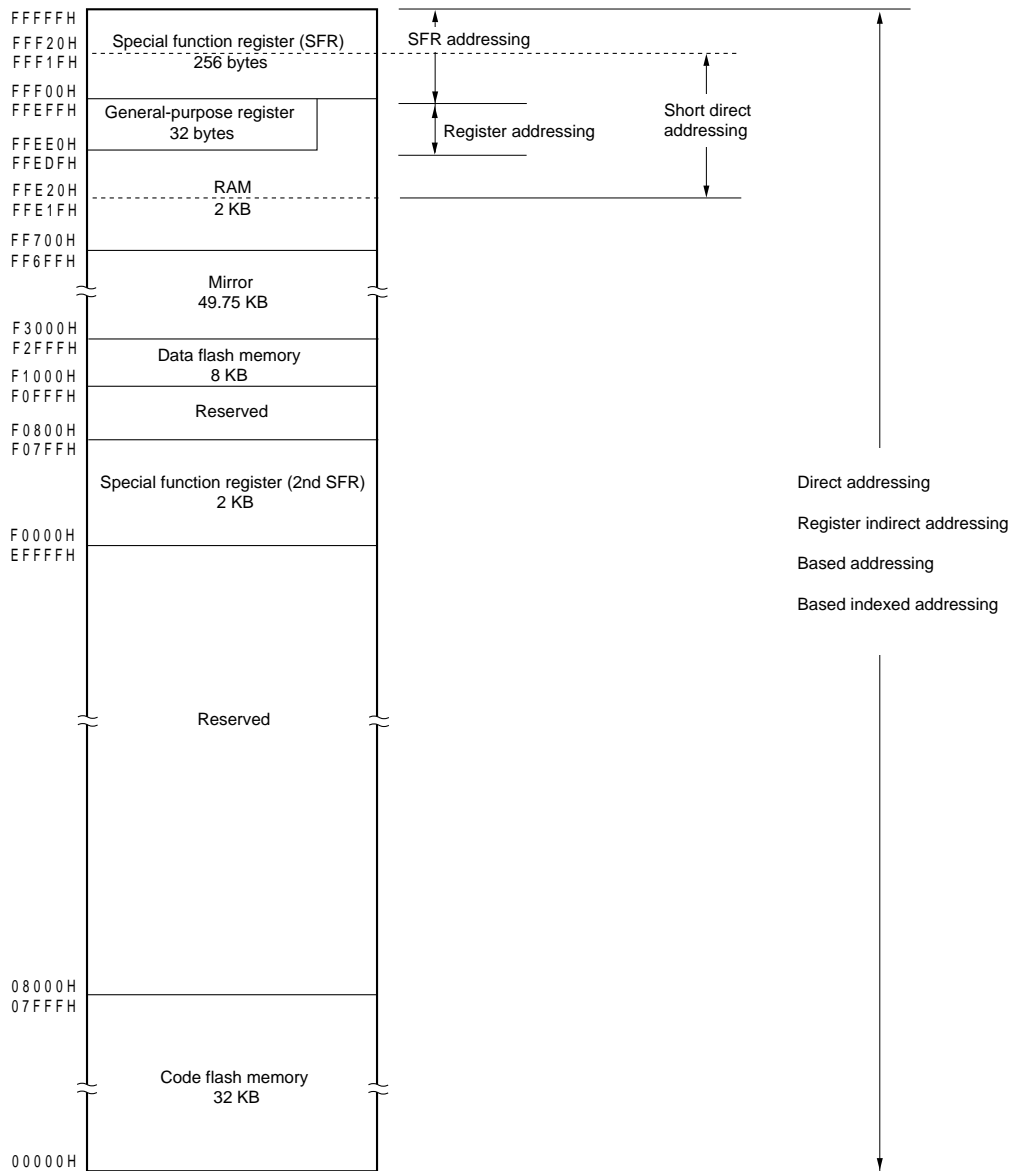 FFFFFH
FFF20H
FFF1FH
FFF00H
FFEFFH
FFEE0H
FFEDFH
FFE20H
FFE1FH
FF700H
FF6FFH
F3000H
F2FFFH
F1000H
F0FFFH
F0800H
F07FFH
F0000H
EFFFFH
08000H
07FFFH
00000H
Special function register (SFR)
256 bytes
General-purpose register
32 bytes
RAM
2 KB
Mirror
49.75 KB
Data flash memory
8 KB
Reserved
Special function register (2nd SFR)
2 KB
Reserved
Code flash memory
32 KB
SFR addressing
Register addressing
Short direct
addressing
Direct addressing
Register indirect addressing
Based addressing
Based indexed addressing